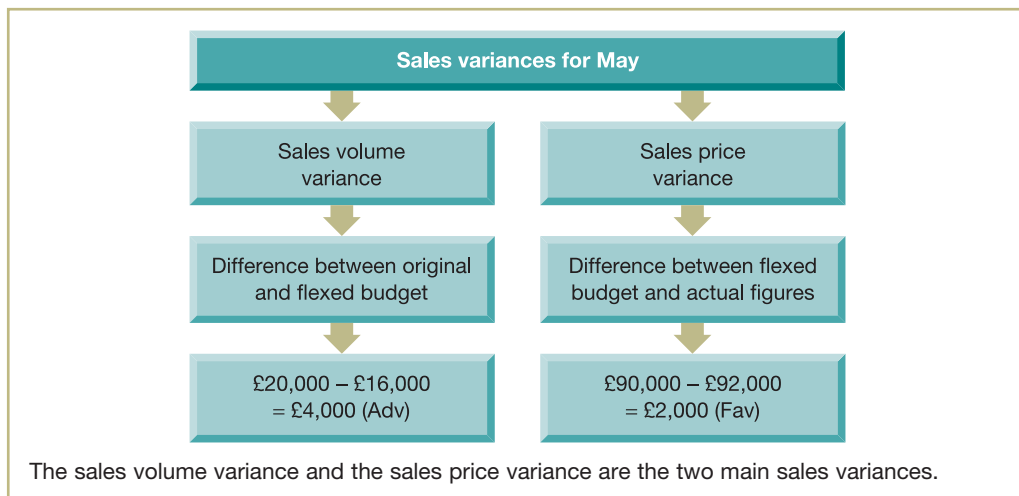 Sales variances for May
Sales volume
variance
Sales price
variance
Difference between original
and flexed budget
Difference between flexed
budget and actual figures
£20,000 – £16,000
= £4,000 (Adv)
£90,000 – £92,000
= £2,000 (Fav)
The sales volume variance and the sales price variance are the two main sales variances.